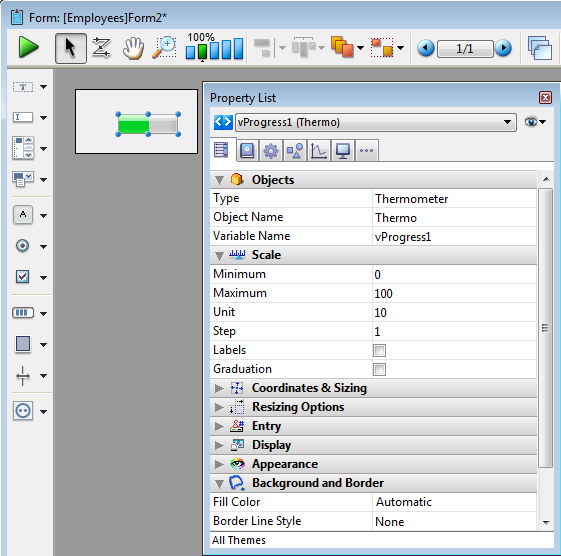 Form: [Employees]Form2*
100%
1/1
Property List
vProgress1 (Thermo)
Objects
Type Thermometer
Object Name Thermo
Variable Name vProgress1
Scale
Minimum 0
Maximum 100
Unit 10
Step 1
Labels
Graduation
Coordinates & Sizing
Resizing Options
Entry
Display
Appearance
Background and Border
Fill Color Automatic
Border Line Style None
All Themes